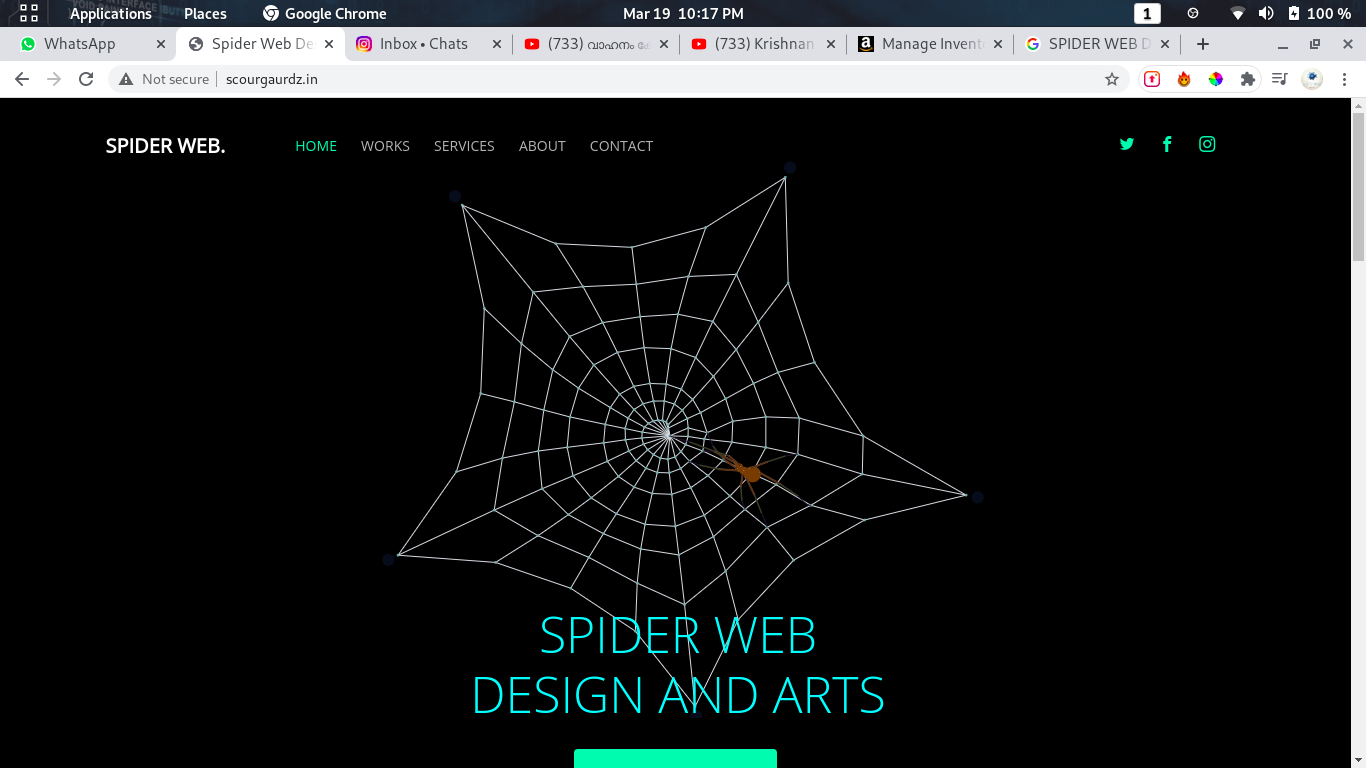 Applications Places Google Chrome Mar 19 10:17 PM 1 100 %
WhatsApp Spider Web De Inbox • Chats (733) വാഹനം (733) Krishnan Manage Invent SPIDER WEB D
Not secure scourgaurdz.in
SPIDER WEB. HOME WORKS SERVICES ABOUT CONTACT
SPIDER WEB
DESIGN AND ARTS